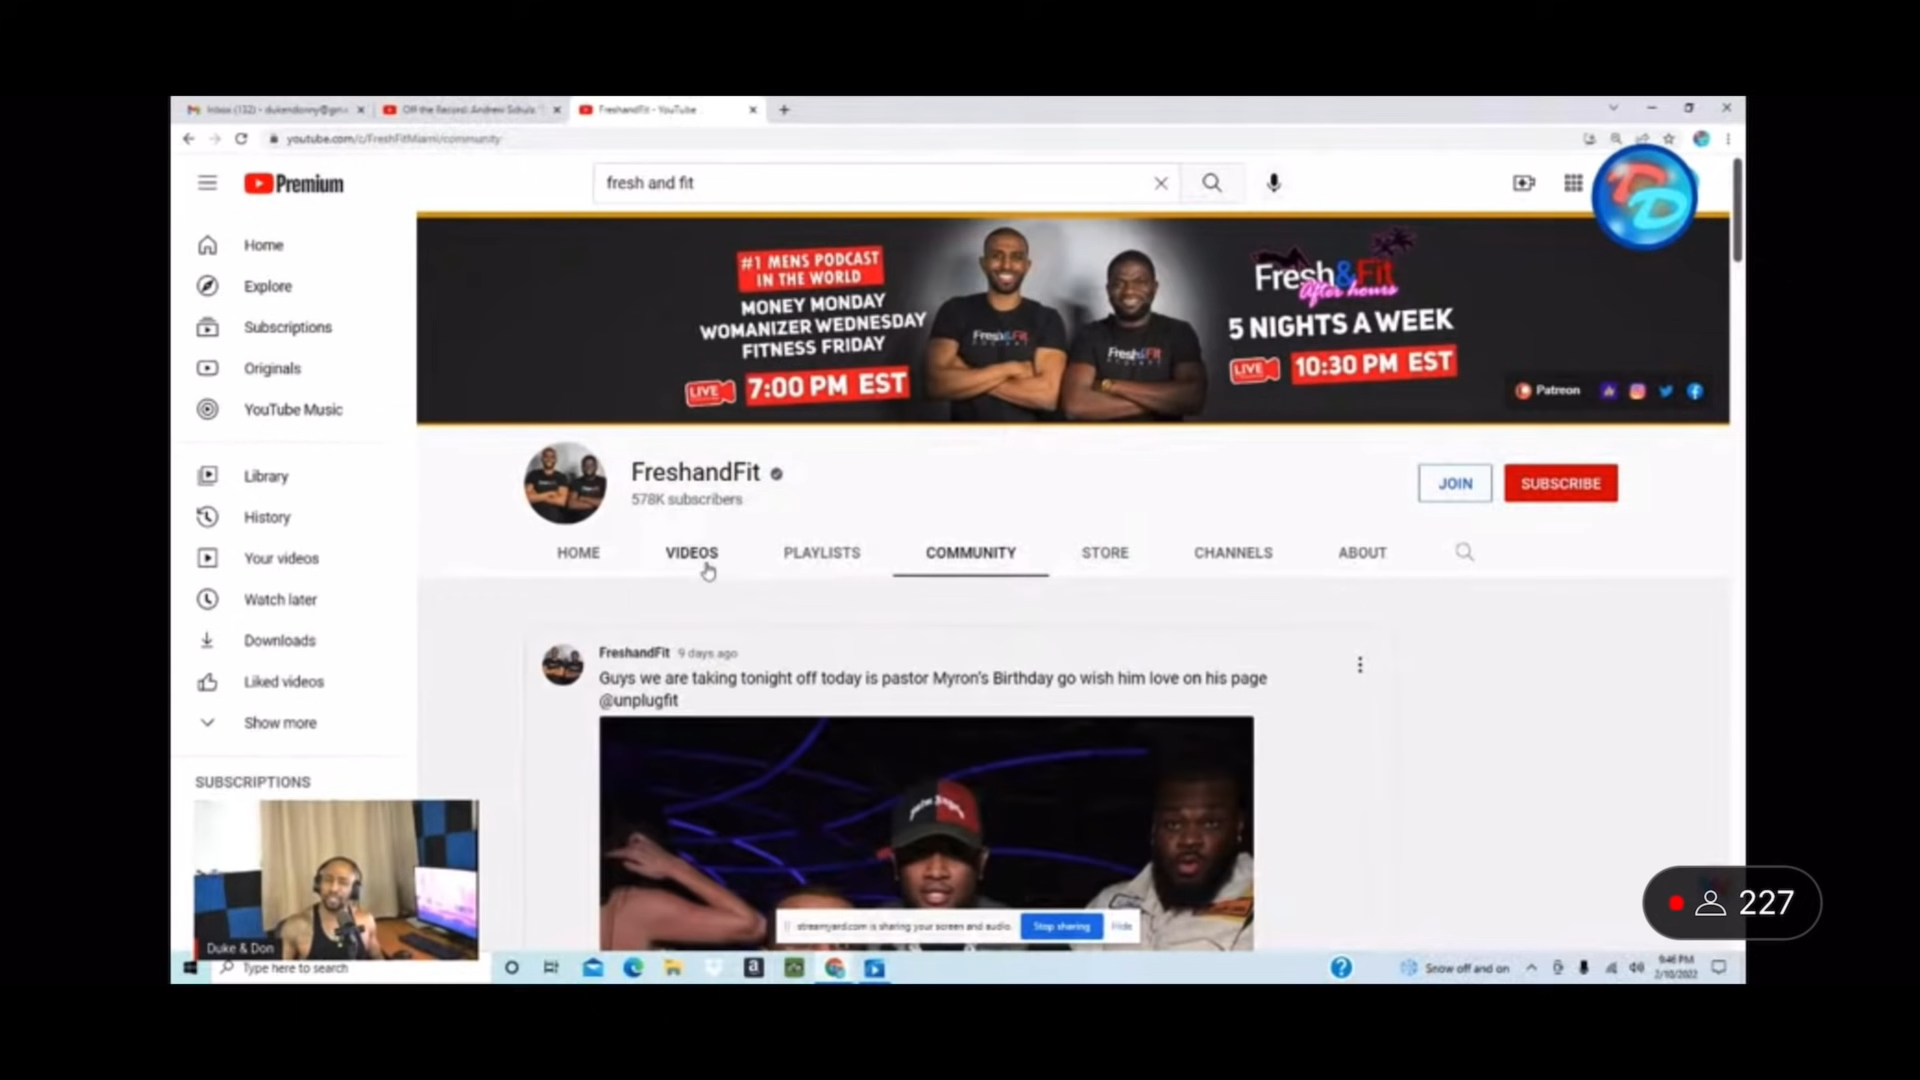 Inbox (132) - dukendonny@gm
Off the Record: Andrew Schulz
FreshandFit - YouTube
youtube.com/c/FreshFitMiami/community
Premium
fresh and fit
TD
Home
Explore
Subscriptions
Originals
YouTube Music
Library
History
Your videos
Watch later
Downloads
Liked videos
Show more
SUBSCRIPTIONS
#1 MENS PODCAST
IN THE WORLD
MONEY MONDAY
WOMANIZER WEDNESDAY
FITNESS FRIDAY
LIVE 7:00 PM EST
Fresh&Fit
Fresh&Fit
Fresh&Fit
After hours
5 NIGHTS A WEEK
LIVE 10:30 PM EST
Patreon
FreshandFit
578K subscribers
JOIN
SUBSCRIBE
HOME VIDEOS PLAYLISTS COMMUNITY STORE CHANNELS ABOUT
FreshandFit 9 days ago
Guys we are taking tonight off today is pastor Myron's Birthday go wish him love on his page
@unplugfit
streamyard.com is sharing your screen and audio. Stop sharing Hide
Duke & Don
227
Type here to search
Snow off and on
9:46 PM
2/10/2022